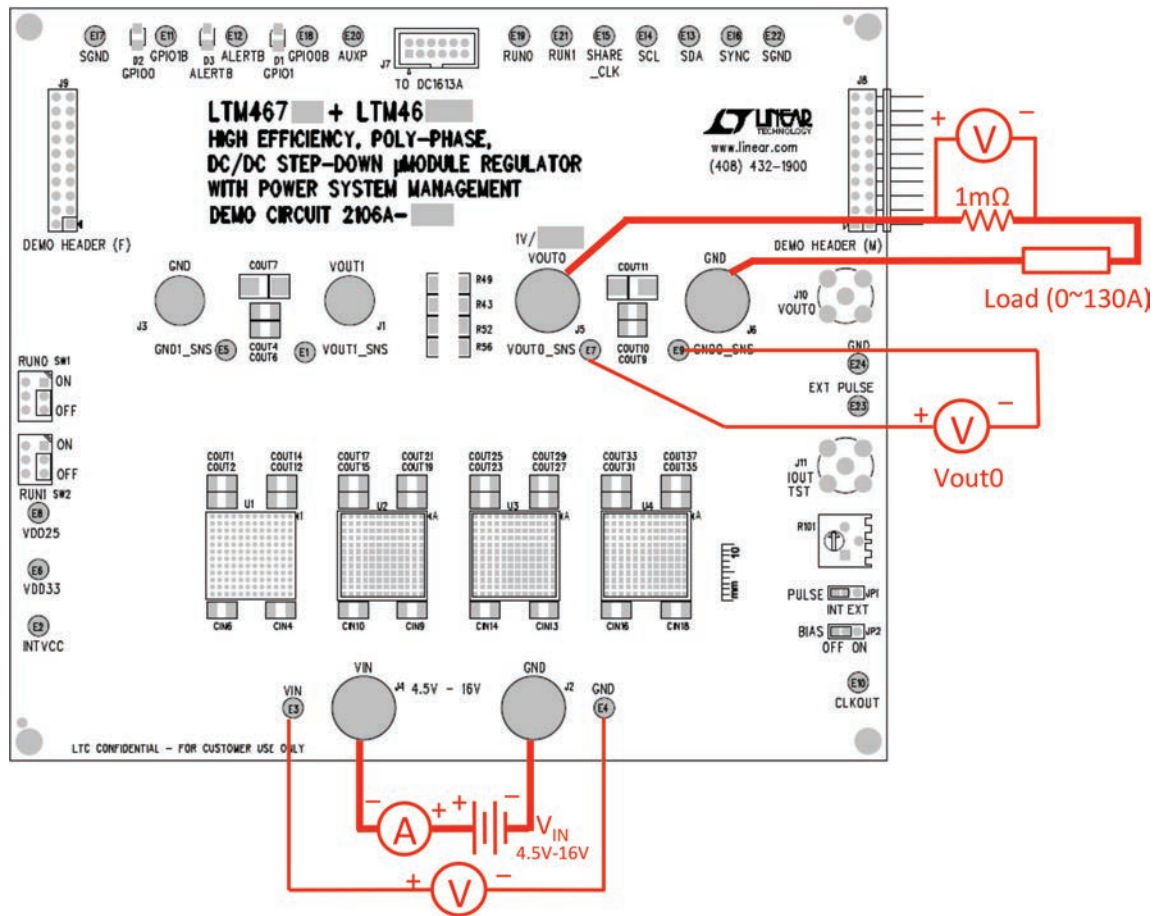 E17 E11 E12 E18 E20 E19 E21 E15 E14 E13 E16 E22
SGND D2 GPIO1B D3 ALERTB D1 GPIO0B AUXP RUN0 RUN1 SHARE SCL SDA SYNC SGND
GPIO0 ALERTB GPIO1 J7 _CLK
TO DC1613A
J9 J8
LTM467 + LTM46
HIGH EFFICIENCY, POLY-PHASE,
DC/DC STEP-DOWN µMODULE REGULATOR
WITH POWER SYSTEM MANAGEMENT
DEMO CIRCUIT 2106A-
LINEAR
TECHNOLOGY
www.linear.com
(408) 432-1900
+ V −
1mΩ
DEMO HEADER (F) DEMO HEADER (M)
1V/
GND COUT7 VOUT1 VOUT0 COUT11 GND
R49
R43
R52
R56
J3 COUT4 J1 J5 COUT10 J6
COUT6 COUT9
GND1_SNS E5 E1 VOUT1_SNS VOUT0_SNS E7 E9 GND0_SNS
J10
VOUT0
Load (0~130A)
GND
E24
EXT PULSE
E23
+ V −
Vout0
RUN0 SW1
ON
OFF
ON
OFF
RUN1 SW2
E8
VDD25
E6
VDD33
E2
INTVCC
COUT1 COUT14 COUT17 COUT21 COUT25 COUT29 COUT33 COUT37
COUT2 COUT12 COUT15 COUT19 COUT23 COUT27 COUT31 COUT35
U1 1 U2 A U3 A U4 A
CIN6 CIN4 CIN10 CIN9 CIN14 CIN13 CIN16 CIN18
10
mm
J11
IOUT
TST
R101
PULSE JP1
INT EXT
BIAS JP2
OFF ON
E10
CLKOUT
VIN GND
VIN J4 4.5V - 16V J2 GND
E3 E4
LTC CONFIDENTIAL - FOR CUSTOMER USE ONLY
− A + + − VIN
4.5V-16V
+ V −